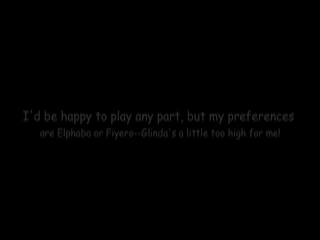 I'd be happy to play any part, but my preferences
are Elphaba or Fiyero--Glinda's a little too high for me!